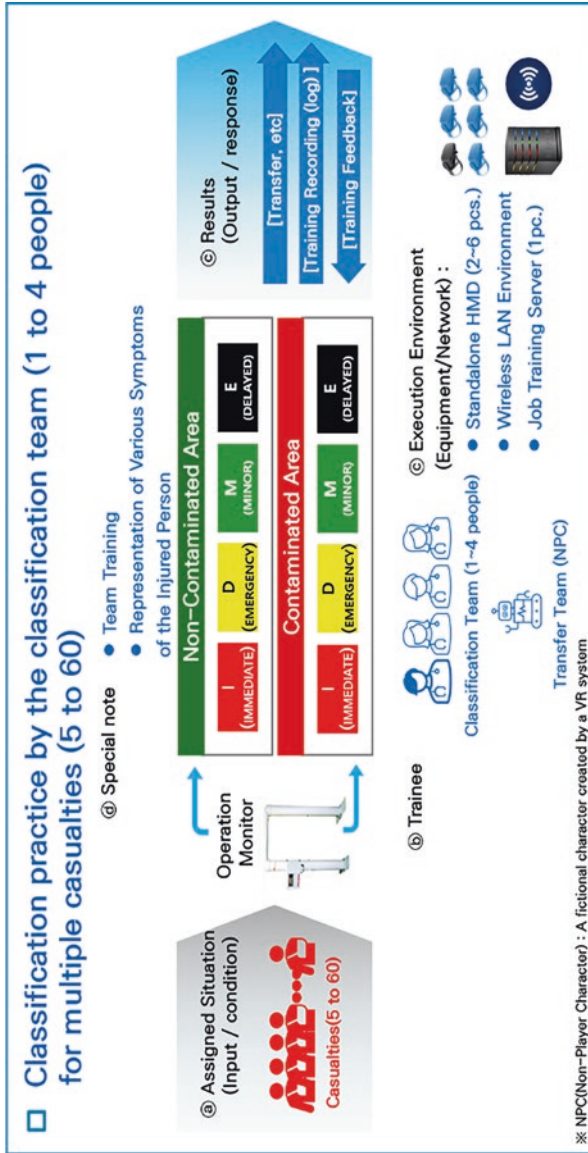 □ Classification practice by the classification team (1 to 4 people)
for multiple casualties (5 to 60)
ⓓ Special note
● Team Training
● Representation of Various Symptoms
of the Injured Person
ⓐ Assigned Situation
(Input / condition)
Casualties(5 to 60)
Operation
Monitor
Non-Contaminated Area
I
(IMMEDIATE)
D
(EMERGENCY)
M
(MINOR)
E
(DELAYED)
Contaminated Area
I
(IMMEDIATE)
D
(EMERGENCY)
M
(MINOR)
E
(DELAYED)
ⓒ Results
(Output / response)
[Transfer, etc]
[Training Recording (log) ]
[Training Feedback]
ⓑ Trainee
Classification Team (1~4 people)
Transfer Team (NPC)
ⓒ Execution Environment
(Equipment/Network) :
● Standalone HMD (2~6 pcs.)
● Wireless LAN Environment
● Job Training Server (1pc.)
※ NPC(Non-Player Character) : A fictional character created by a VR system